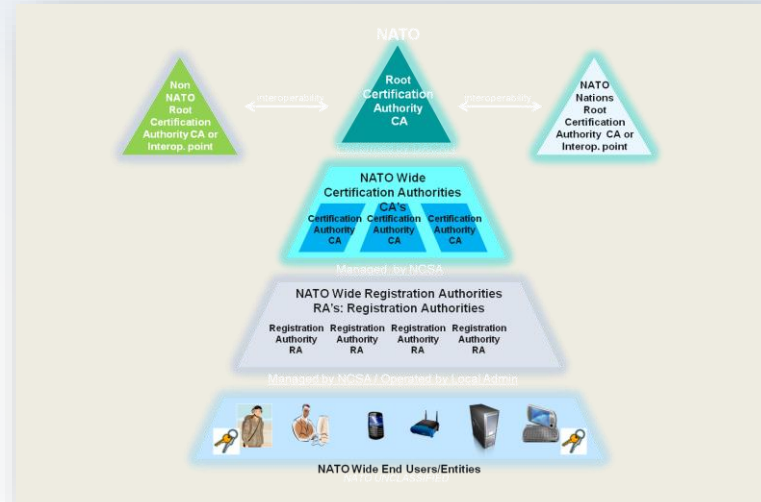 NATO
Non
NATO
Root
Certification
Authority CA or
Interop. point
interoperability
Root
Certification
Authority
CA
interoperability
NATO
Nations
Root
Certification
Authority CA or
Interop. point
NATO Wide
Certification Authorities
CA's
Certification
Authority
CA
Certification
Authority
CA
Certification
Authority
CA
Managed by NCSA
NATO Wide Registration Authorities
RA's: Registration Authorities
Registration
Authority
RA
Registration
Authority
RA
Registration
Authority
RA
Registration
Authority
RA
Managed by NCSA / Operated by Local Admin
NATO Wide End Users/Entities
NATO UNCLASSIFIED